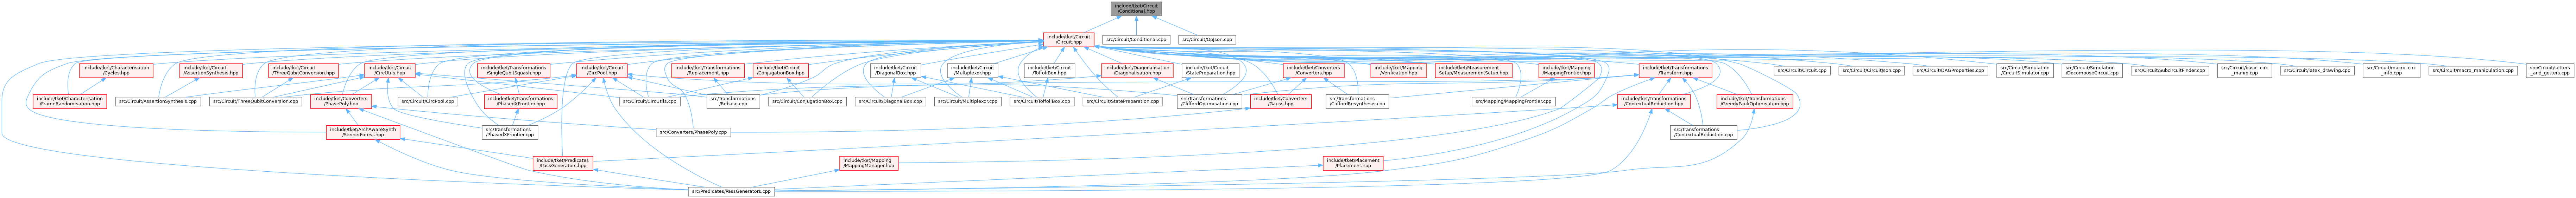 include/tket/Circuit
/Conditional.hpp
include/tket/Circuit
/Circuit.hpp
src/Circuit/Conditional.cpp
src/Circuit/OpJson.cpp
include/tket/Characterisation
/Cycles.hpp
include/tket/Circuit
/AssertionSynthesis.hpp
include/tket/Circuit
/ThreeQubitConversion.hpp
include/tket/Circuit
/CircUtils.hpp
include/tket/Transformations
/SingleQubitSquash.hpp
include/tket/Circuit
/CircPool.hpp
include/tket/Transformations
/Replacement.hpp
include/tket/Circuit
/ConjugationBox.hpp
include/tket/Circuit
/DiagonalBox.hpp
include/tket/Circuit
/Multiplexor.hpp
include/tket/Circuit
/ToffoliBox.hpp
include/tket/Diagonalisation
/Diagonalisation.hpp
include/tket/Circuit
/StatePreparation.hpp
include/tket/Converters
/Converters.hpp
include/tket/Mapping
/Verification.hpp
include/tket/Measurement
Setup/MeasurementSetup.hpp
include/tket/Mapping
/MappingFrontier.hpp
include/tket/Transformations
/Transform.hpp
src/Circuit/Circuit.cpp
src/Circuit/CircuitJson.cpp
src/Circuit/DAGProperties.cpp
src/Circuit/Simulation
/CircuitSimulator.cpp
src/Circuit/Simulation
/DecomposeCircuit.cpp
src/Circuit/SubcircuitFinder.cpp
src/Circuit/basic_circ
_manip.cpp
src/Circuit/latex_drawing.cpp
src/Circuit/macro_circ
_info.cpp
src/Circuit/macro_manipulation.cpp
src/Circuit/setters
_and_getters.cpp
include/tket/Characterisation
/FrameRandomisation.hpp
src/Circuit/AssertionSynthesis.cpp
src/Circuit/ThreeQubitConversion.cpp
include/tket/Converters
/PhasePoly.hpp
src/Circuit/CircPool.cpp
include/tket/Transformations
/PhasedXFrontier.hpp
src/Circuit/CircUtils.cpp
src/Transformations
/Rebase.cpp
src/Circuit/ConjugationBox.cpp
src/Circuit/DiagonalBox.cpp
src/Circuit/Multiplexor.cpp
src/Circuit/ToffoliBox.cpp
src/Circuit/StatePreparation.cpp
src/Transformations
/CliffordOptimisation.cpp
include/tket/Converters
/Gauss.hpp
src/Transformations
/CliffordResynthesis.cpp
src/Mapping/MappingFrontier.cpp
include/tket/Transformations
/ContextualReduction.hpp
include/tket/Transformations
/GreedyPauliOptimisation.hpp
include/tket/ArchAwareSynth
/SteinerForest.hpp
src/Transformations
/PhasedXFrontier.cpp
src/Converters/PhasePoly.cpp
src/Transformations
/ContextualReduction.cpp
include/tket/Predicates
/PassGenerators.hpp
include/tket/Mapping
/MappingManager.hpp
include/tket/Placement
/Placement.hpp
src/Predicates/PassGenerators.cpp